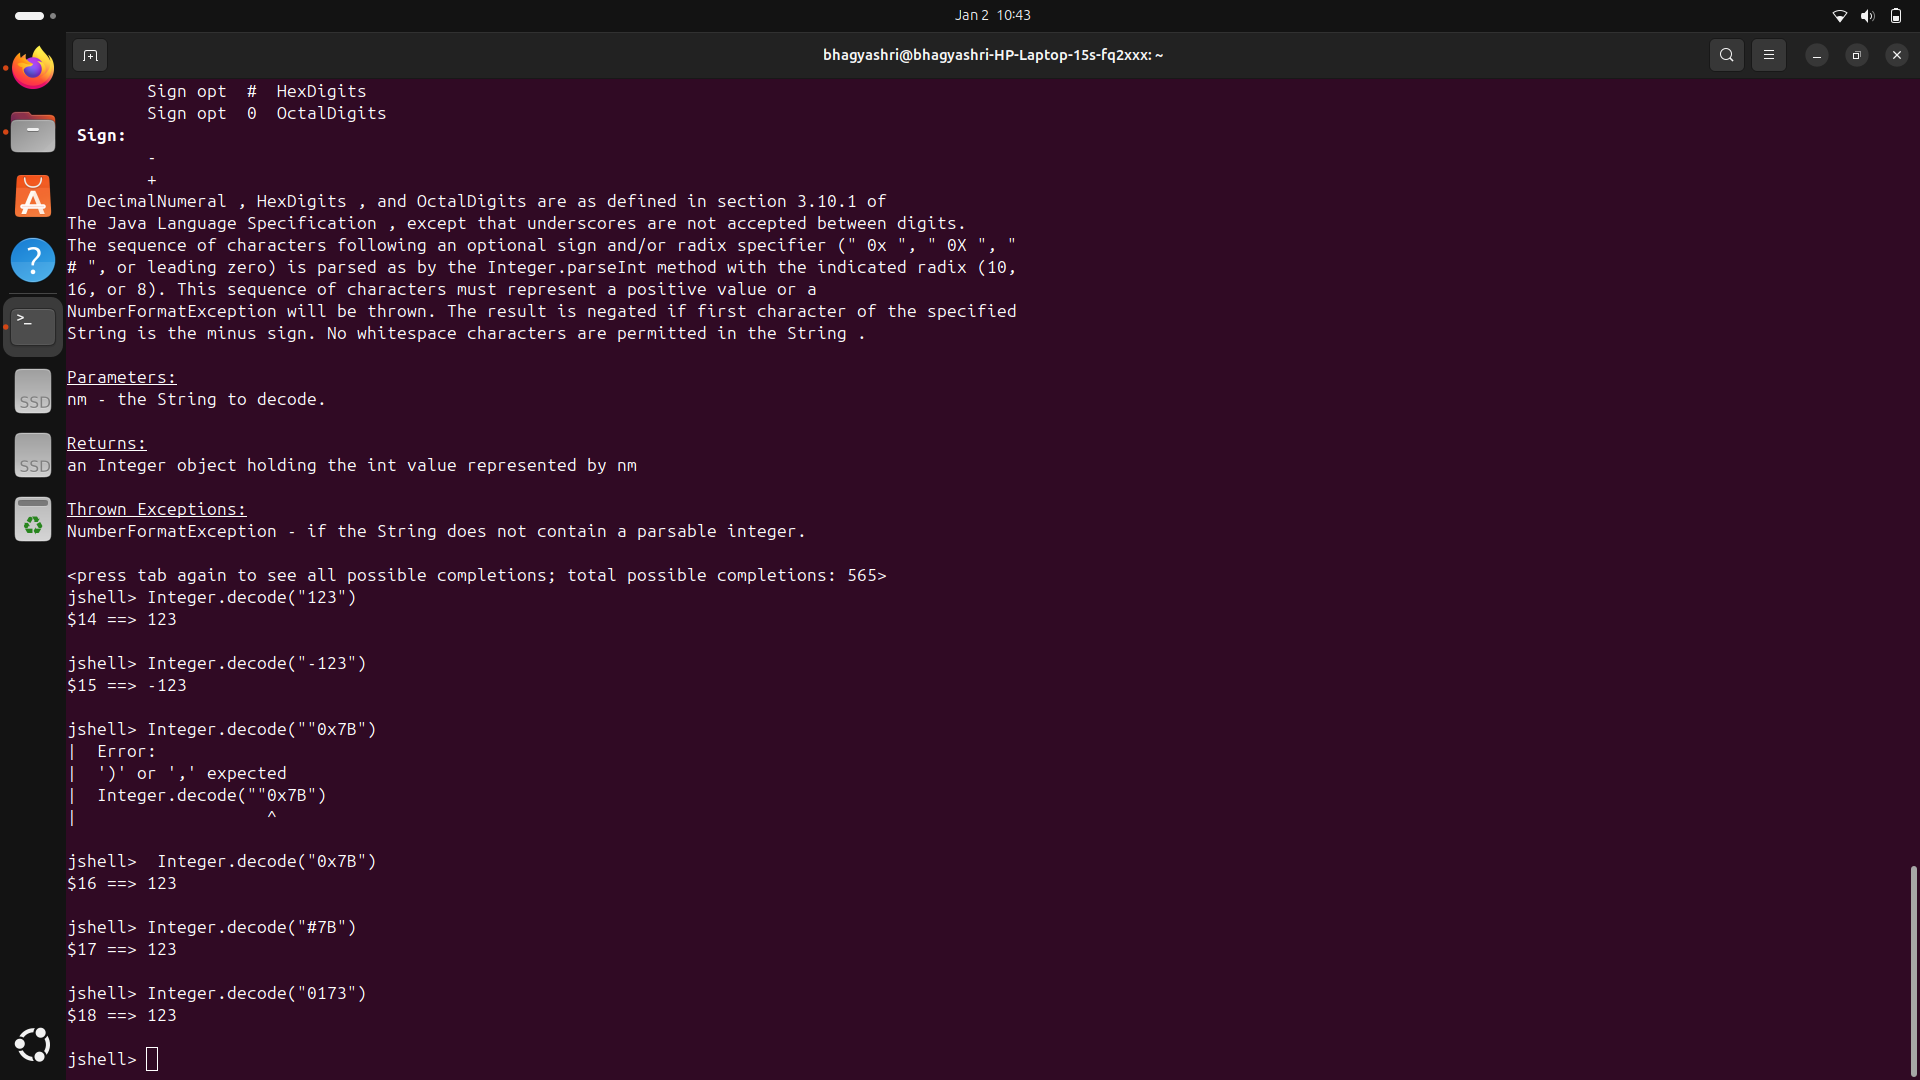 Jan 2 10:43
bhagyashri@bhagyashri-HP-Laptop-15s-fq2xxx: ~
Sign opt # HexDigits
Sign opt 0 OctalDigits
Sign:
-
+
DecimalNumeral , HexDigits , and OctalDigits are as defined in section 3.10.1 of
The Java Language Specification , except that underscores are not accepted between digits.
The sequence of characters following an optional sign and/or radix specifier (" 0x ", " 0X ", "
# ", or leading zero) is parsed as by the Integer.parseInt method with the indicated radix (10,
16, or 8). This sequence of characters must represent a positive value or a
NumberFormatException will be thrown. The result is negated if first character of the specified
String is the minus sign. No whitespace characters are permitted in the String .
Parameters:
nm - the String to decode.
Returns:
an Integer object holding the int value represented by nm
Thrown Exceptions:
NumberFormatException - if the String does not contain a parsable integer.
<press tab again to see all possible completions; total possible completions: 565>
jshell> Integer.decode("123")
$14 ==> 123
jshell> Integer.decode("-123")
$15 ==> -123
jshell> Integer.decode(""0x7B")
| Error:
| ')' or ',' expected
| Integer.decode(""0x7B")
| ^
jshell>  Integer.decode("0x7B")
$16 ==> 123
jshell> Integer.decode("#7B")
$17 ==> 123
jshell> Integer.decode("0173")
$18 ==> 123
jshell>
SSD
SSD